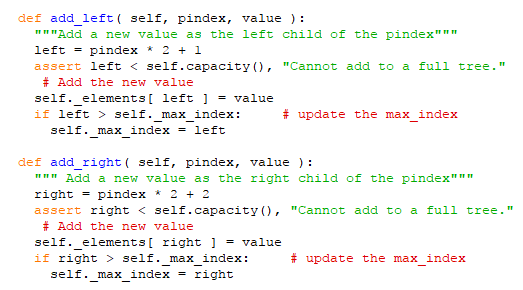 def add_left( self, pindex, value ):
  """Add a new value as the left child of the pindex"""
  left = pindex * 2 + 1
  assert left < self.capacity(), "Cannot add to a full tree."
   # Add the new value
  self._elements[ left ] = value
  if left > self._max_index:     # update the max_index
    self._max_index = left

def add_right( self, pindex, value ):
  """ Add a new value as the right child of the pindex"""
  right = pindex * 2 + 2
  assert right < self.capacity(), "Cannot add to a full tree."
   # Add the new value
  self._elements[ right ] = value
  if right > self._max_index:     # update the max_index
    self._max_index = right